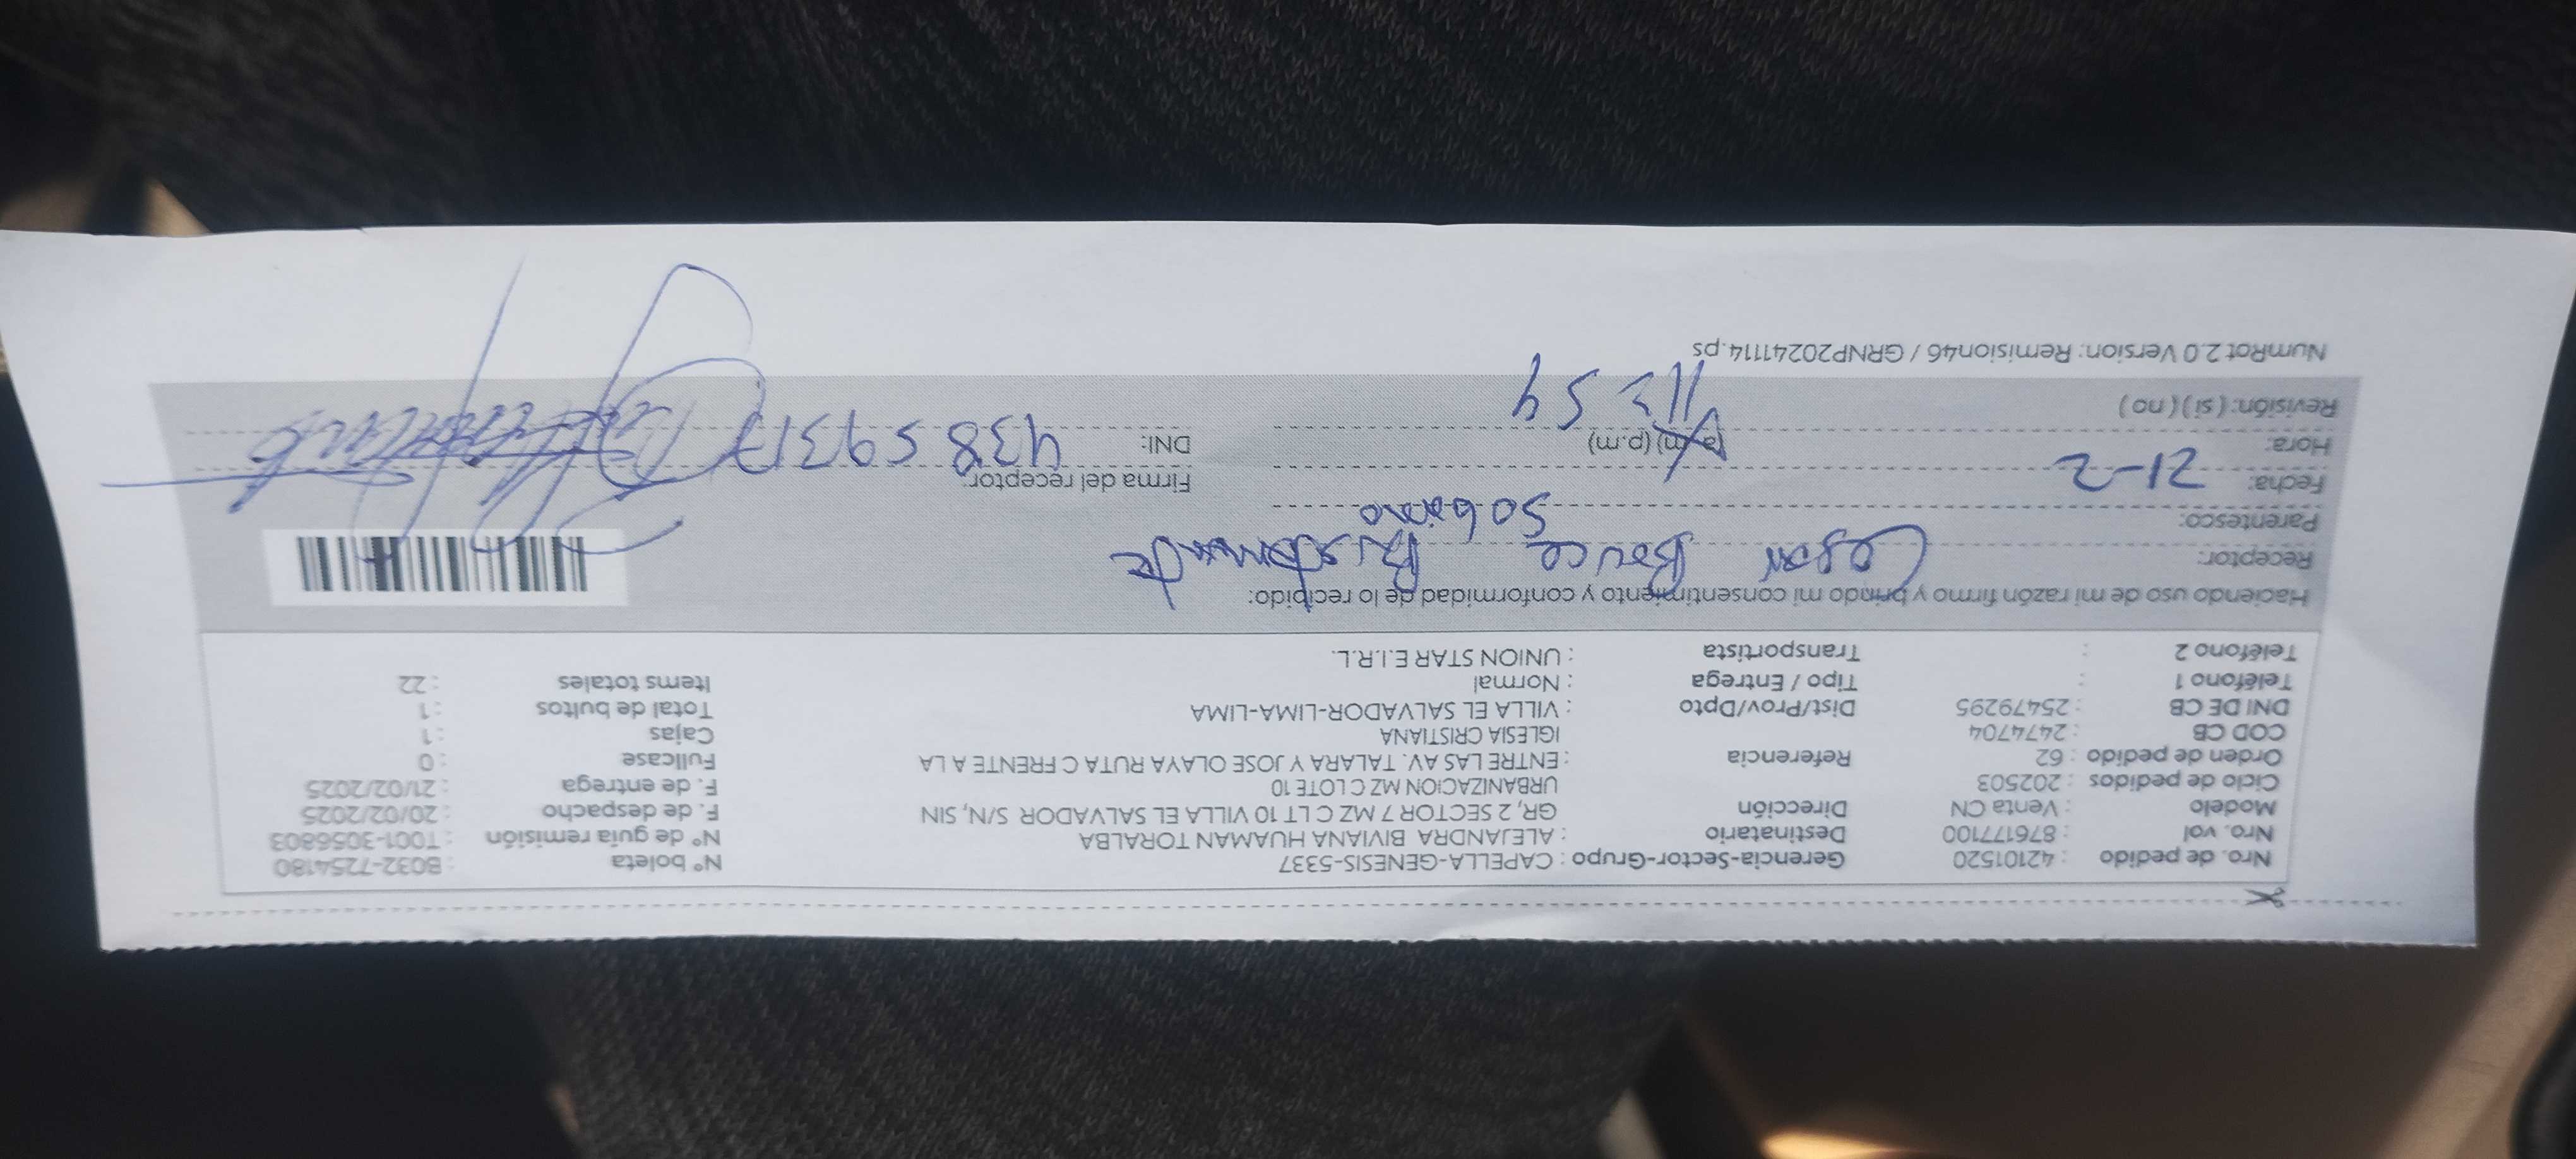 Nro. de pedido : 42101520 Gerencia-Sector-Grupo : CAPELLA-GENESIS-5337 N° boleta : B032-7254180
Nro. vol : 876177100 Destinatario : ALEJANDRA BIVIANA HUAMAN TORALBA N° de guia remisión : T001-3056803
Modelo : Venta CN Dirección GR, 2 SECTOR 7 MZ C LT 10 VILLA EL SALVADOR S/N, SIN F. de despacho : 20/02/2025
Ciclo de pedidos : 202503 URBANIZACION MZ C LOTE 10 F. de entrega : 21/02/2025
Orden de pedido : 62 Referencia : ENTRE LAS AV. TALARA Y JOSE OLAYA RUTA C FRENTE A LA Fullcase : 0
COD CB : 2474704 IGLESIA CRISTIANA Cajas : 1
DNI DE CB : 25479295 Dist/Prov/Dpto : VILLA EL SALVADOR-LIMA-LIMA Total de bultos : 1
Teléfono 1 : Tipo / Entrega : Normal Items totales : 22
Teléfono 2 : Transportista : UNION STAR E.I.R.L.
Haciendo uso de mi razón firmo y brindo mi consentimiento y conformidad de lo recibido:
Receptor: Bustamante
Parentesco: Sobrino
Fecha: 21-2 Firma del receptor:
Hora: (a.m) (p.m) DNI:
Revisión: ( si ) ( no )
NumRot 2.0 Version: Remision46 / GRNP20241114.ps